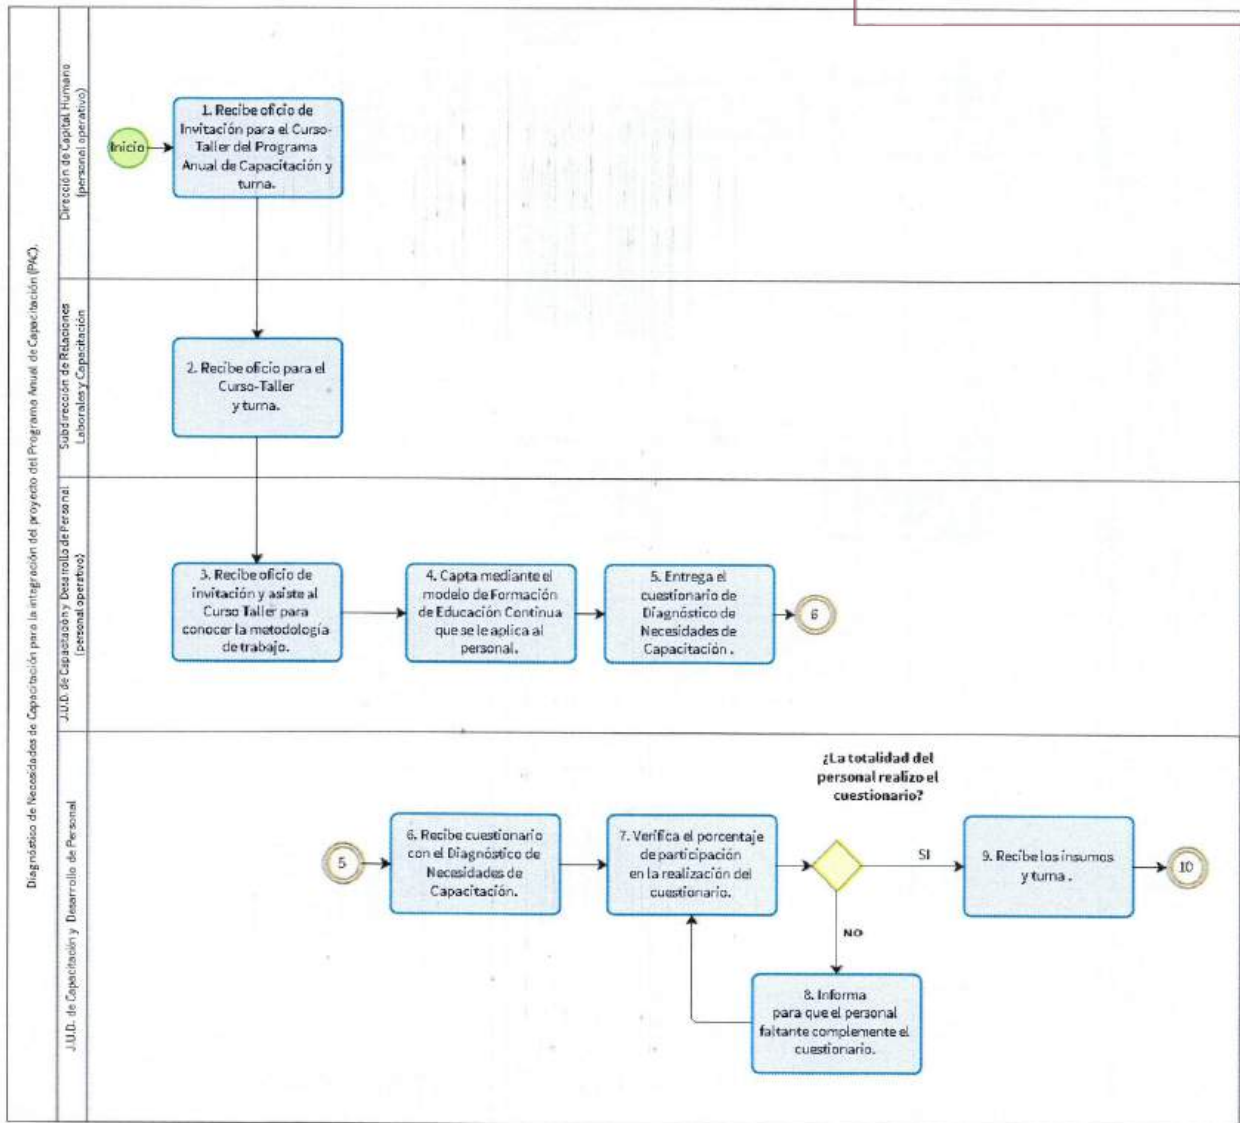 Diagnóstico de Necesidades de Capacitación para la integración del proyecto del Programa Anual de Capacitación (PAC).
Dirección de Capital Humano
(personal operativo)
Inicio
1. Recibe oficio de
Invitación para el Curso-
Taller del Programa
Anual de Capacitación y
turna.
Subdirección de Relaciones
Laborales y Capacitación
2. Recibe oficio para el
Curso-Taller
y turna.
J.U.D. de Capacitación y Desarrollo de Personal
(personal operativo)
3. Recibe oficio de
invitación y asiste al
Curso Taller para
conocer la metodología
de trabajo.
4. Capta mediante el
modelo de Formación
de Educación Continua
que se le aplica al
personal.
5. Entrega el
cuestionario de
Diagnóstico de
Necesidades de
Capacitación .
6
J.U.D. de Capacitación y Desarrollo de Personal
5
6. Recibe cuestionario
con el Diagnóstico de
Necesidades de
Capacitación.
7. Verifica el porcentaje
de participación
en la realización del
cuestionario.
¿La totalidad del
personal realizo el
cuestionario?
SI
NO
8. Informa
para que el personal
faltante complemente el
cuestionario.
9. Recibe los insumos
y turna .
10